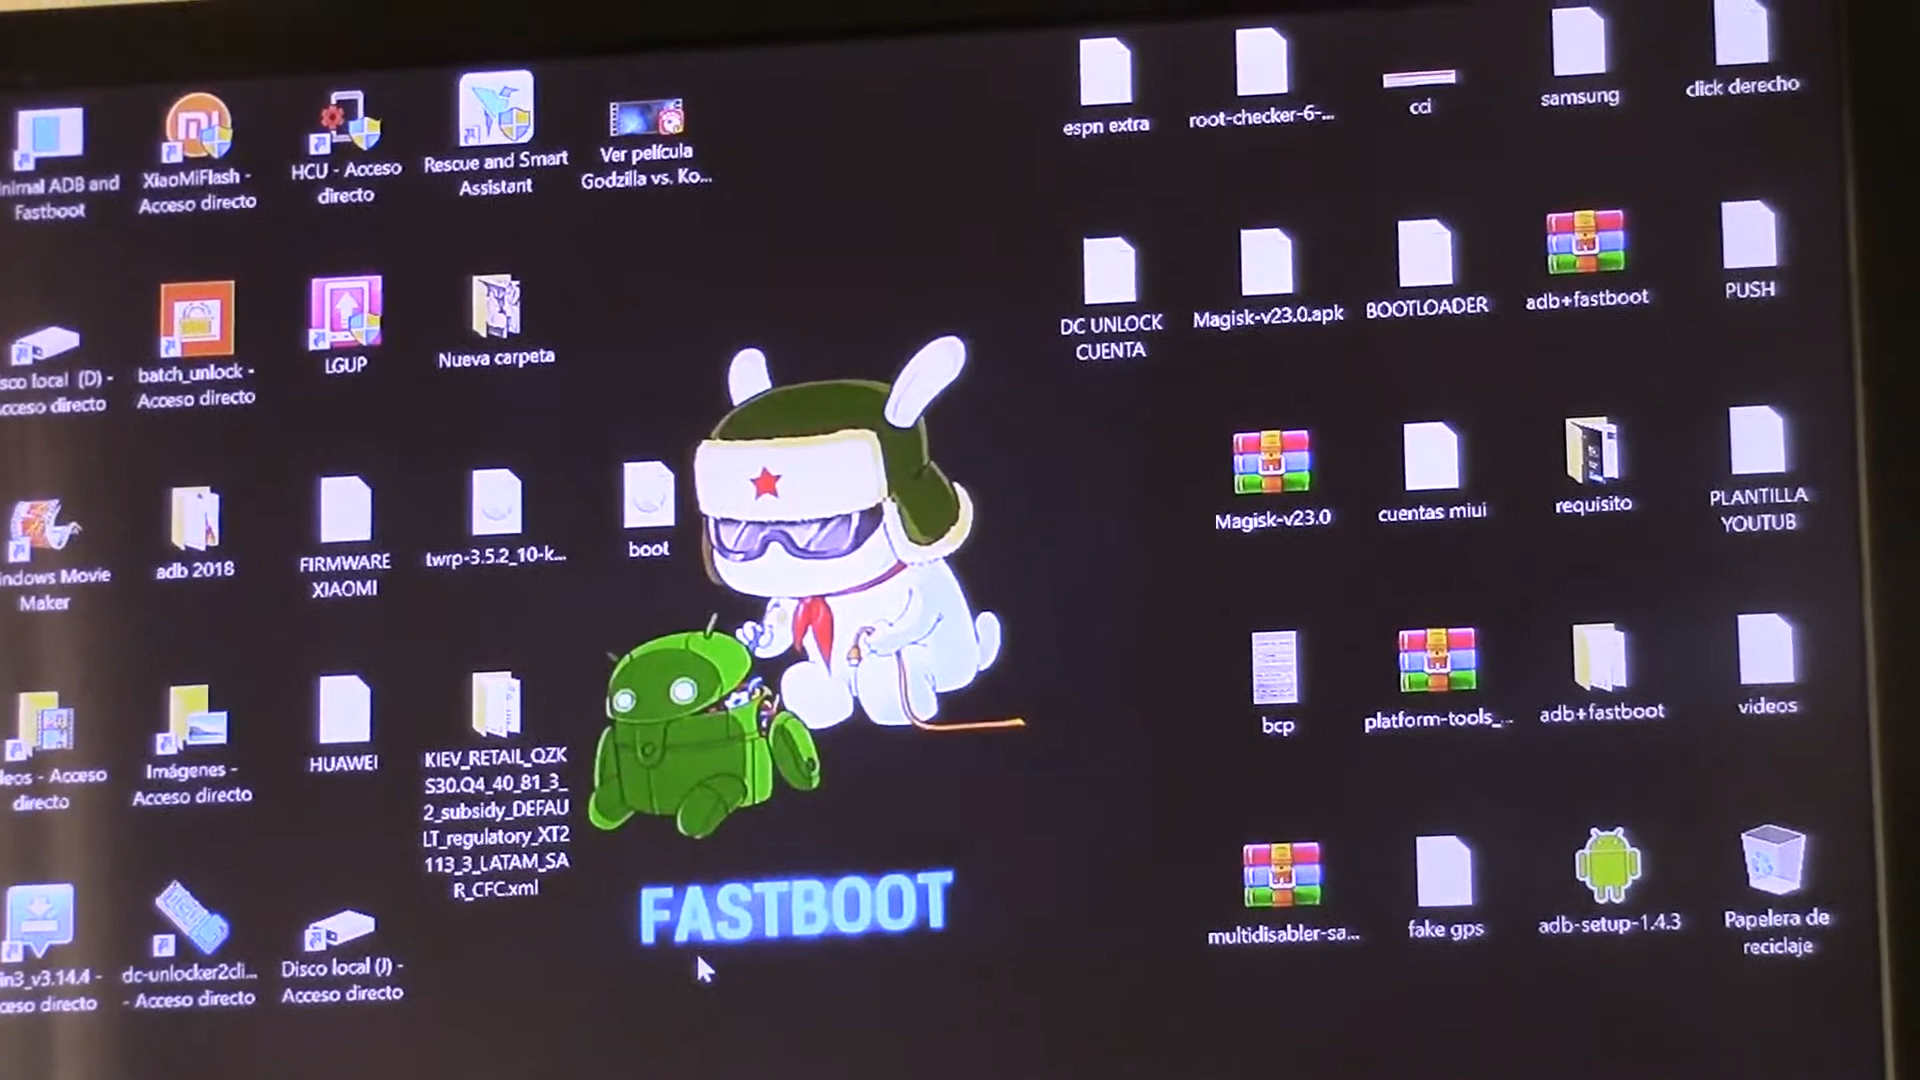 espn extra
root-checker-6-...
cci
samsung
click derecho
nimal ADB and
Fastboot
XiaoMiFlash -
Acceso directo
HCU - Acceso
directo
Rescue and Smart
Assistant
Ver película
Godzilla vs. Ko...
sco local (D) -
cceso directo
batch_unlock -
Acceso directo
LGUP
Nueva carpeta
DC UNLOCK
CUENTA
Magisk-v23.0.apk
BOOTLOADER
adb+fastboot
PUSH
ndows Movie
Maker
adb 2018
FIRMWARE
XIAOMI
twrp-3.5.2_10-k...
boot
Magisk-v23.0
cuentas miui
requisito
PLANTILLA
YOUTUB
deos - Acceso
directo
Imágenes -
Acceso directo
HUAWEI
KIEV_RETAIL_QZK
S30.Q4_40_81_3_
2_subsidy_DEFAU
LT_regulatory_XT2
113_3_LATAM_SA
R_CFC.xml
bcp
platform-tools_...
adb+fastboot
videos
in3_v3.14.4 -
ceso directo
dc-unlocker2cli...
- Acceso directo
Disco local (J) -
Acceso directo
FASTBOOT
multidisabler-sa...
fake gps
adb-setup-1.4.3
Papelera de
reciclaje